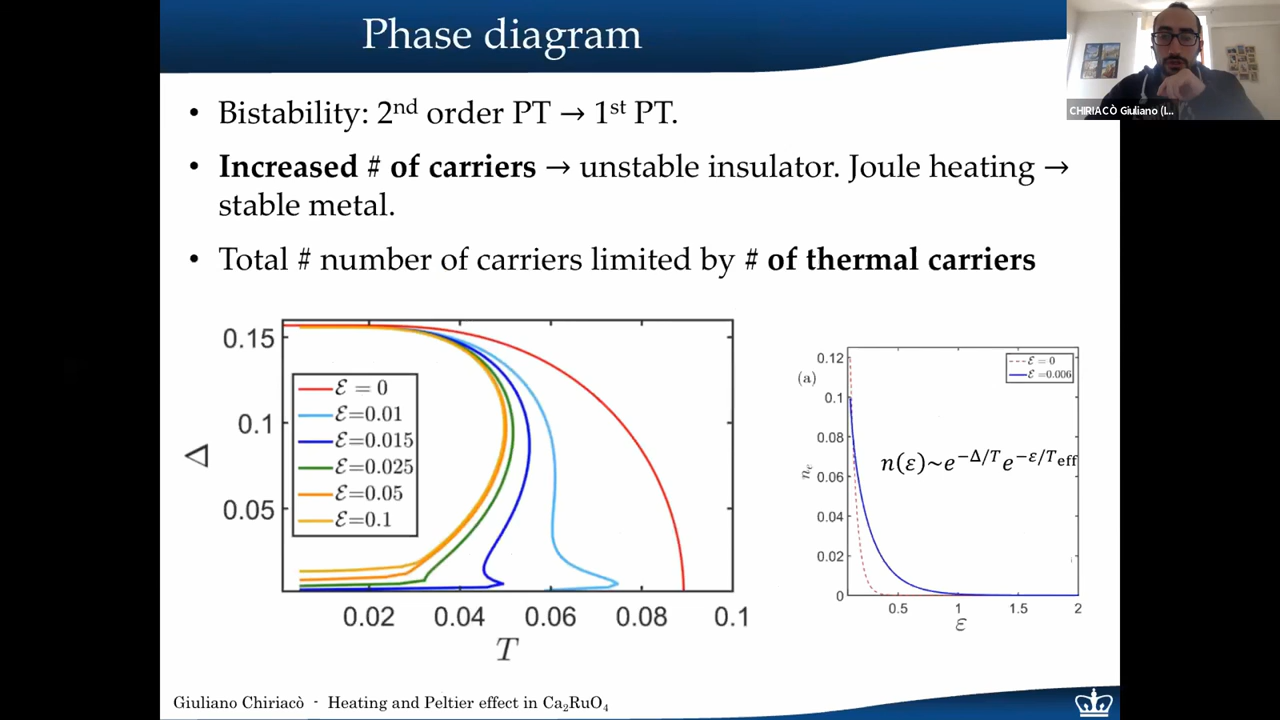 Phase diagram
CHIRIACÒ Giuliano (I...
• Bistability: 2nd order PT → 1st PT.
• Increased # of carriers → unstable insulator. Joule heating →
stable metal.
• Total # number of carriers limited by # of thermal carriers
0.15
0.1
0.05
Δ
ℰ = 0
ℰ=0.01
ℰ=0.015
ℰ=0.025
ℰ=0.05
ℰ=0.1
0.02 0.04 0.06 0.08 0.1
T
(a)
0.12
0.1
0.08
0.06
0.04
0.02
0
n_c
ℰ = 0
ℰ =0.006
n(ε)~e^{-Δ/T}e^{-ε/T_eff}
0.5 1 1.5 2
ε
Giuliano Chiriacò - Heating and Peltier effect in Ca₂RuO₄